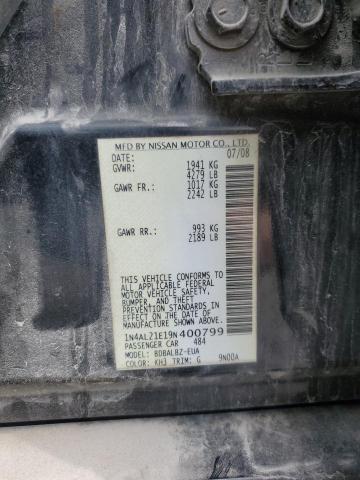 MFD BY NISSAN MOTOR CO., LTD.
DATE: 07/08
GVWR: 1941 KG
4279 LB
GAWR FR: 1017 KG
2242 LB
GAWR RR: 993 KG
2189 LB
THIS VEHICLE CONFORMS TO
ALL APPLICABLE FEDERAL
MOTOR VEHICLE SAFETY,
BUMPER, AND THEFT
PREVENTION STANDARDS IN
EFFECT ON THE DATE OF
MANUFACTURE SHOWN ABOVE.
1N4AL21E19N400799
PASSENGER CAR 484
MODEL: BDBALBZ-EUA
COLOR: KH3 TRIM: G 9N00A